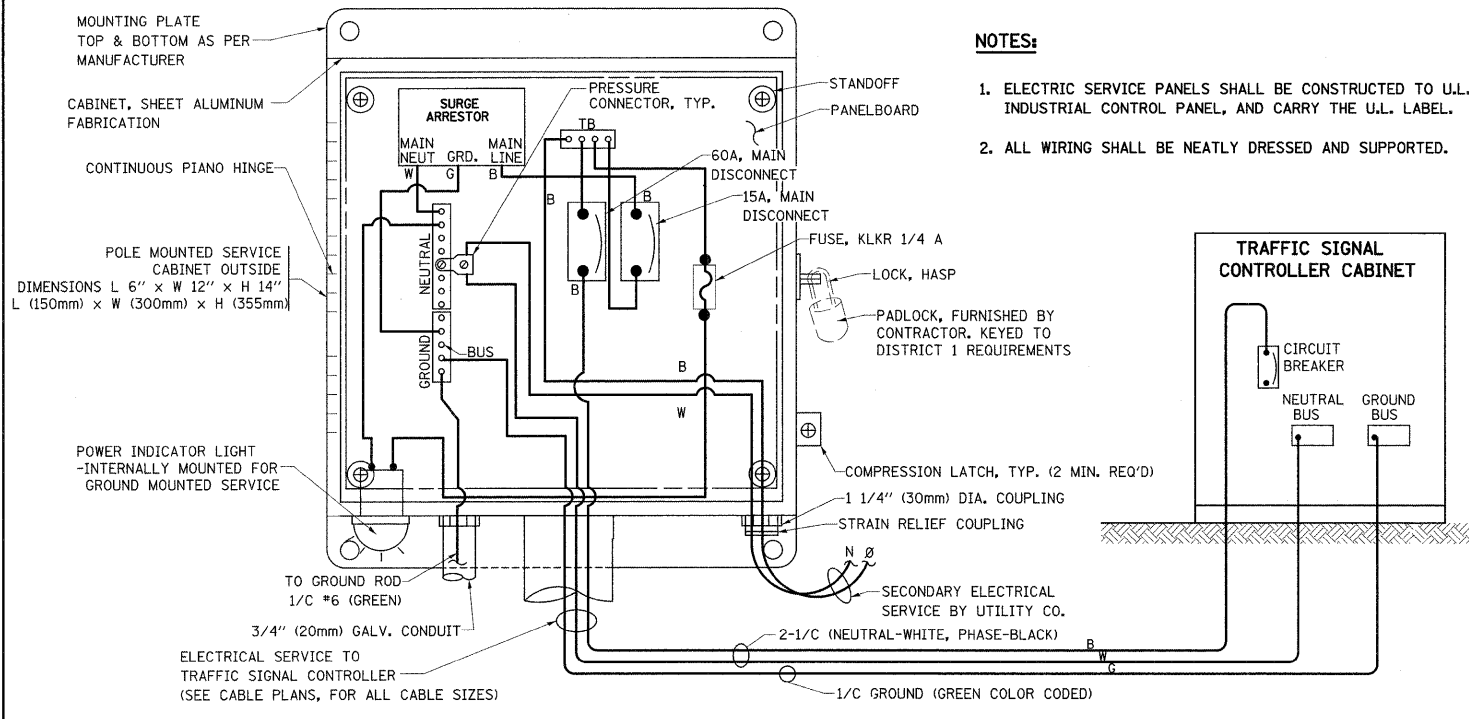 MOUNTING PLATE
TOP & BOTTOM AS PER
MANUFACTURER
CABINET, SHEET ALUMINUM
FABRICATION
CONTINUOUS PIANO HINGE
POLE MOUNTED SERVICE
CABINET OUTSIDE
DIMENSIONS L 6" x W 12" x H 14"
L (150mm) x W (300mm) x H (355mm)
POWER INDICATOR LIGHT
-INTERNALLY MOUNTED FOR
GROUND MOUNTED SERVICE
TO GROUND ROD
1/C #6 (GREEN)
3/4" (20mm) GALV. CONDUIT
ELECTRICAL SERVICE TO
TRAFFIC SIGNAL CONTROLLER
(SEE CABLE PLANS, FOR ALL CABLE SIZES)
SURGE
ARRESTOR
MAIN
NEUT
GRD.
MAIN
LINE
W
G
B
PRESSURE
CONNECTOR, TYP.
TB
NEUTRAL
GROUND
BUS
B
B
B
B
W
STANDOFF
PANELBOARD
60A, MAIN
DISCONNECT
15A, MAIN
DISCONNECT
FUSE, KLKR 1/4 A
LOCK, HASP
PADLOCK, FURNISHED BY
CONTRACTOR. KEYED TO
DISTRICT 1 REQUIREMENTS
COMPRESSION LATCH, TYP. (2 MIN. REQ'D)
1 1/4" (30mm) DIA. COUPLING
STRAIN RELIEF COUPLING
N Ø
SECONDARY ELECTRICAL
SERVICE BY UTILITY CO.
2-1/C (NEUTRAL-WHITE, PHASE-BLACK)
B
W
G
1/C GROUND (GREEN COLOR CODED)
NOTES:
1. ELECTRIC SERVICE PANELS SHALL BE CONSTRUCTED TO U.L.
INDUSTRIAL CONTROL PANEL, AND CARRY THE U.L. LABEL.
2. ALL WIRING SHALL BE NEATLY DRESSED AND SUPPORTED.
TRAFFIC SIGNAL
CONTROLLER CABINET
CIRCUIT
BREAKER
NEUTRAL
BUS
GROUND
BUS